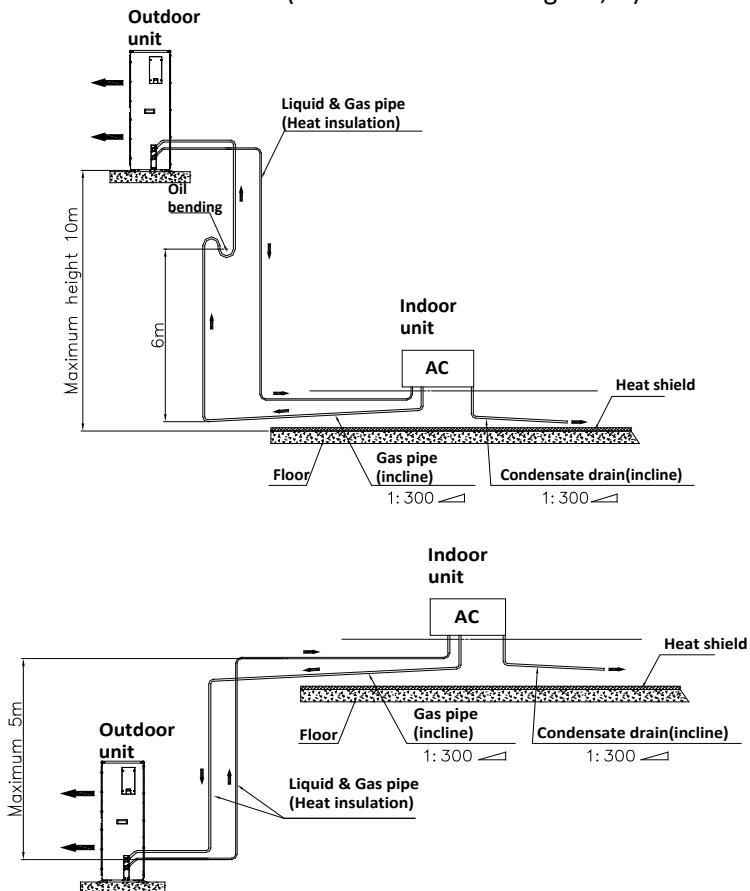 Outdoor
unit
Liquid & Gas pipe
(Heat insulation)
Oil
bending
Maximum height 10m
6m
Indoor
unit
AC
Heat shield
Floor
Gas pipe
(incline)
1:300
Condensate drain(incline)
1:300
Indoor
unit
AC
Heat shield
Maximum 5m
Outdoor
unit
Floor
Gas pipe
(incline)
1:300
Condensate drain(incline)
1:300
Liquid & Gas pipe
(Heat insulation)